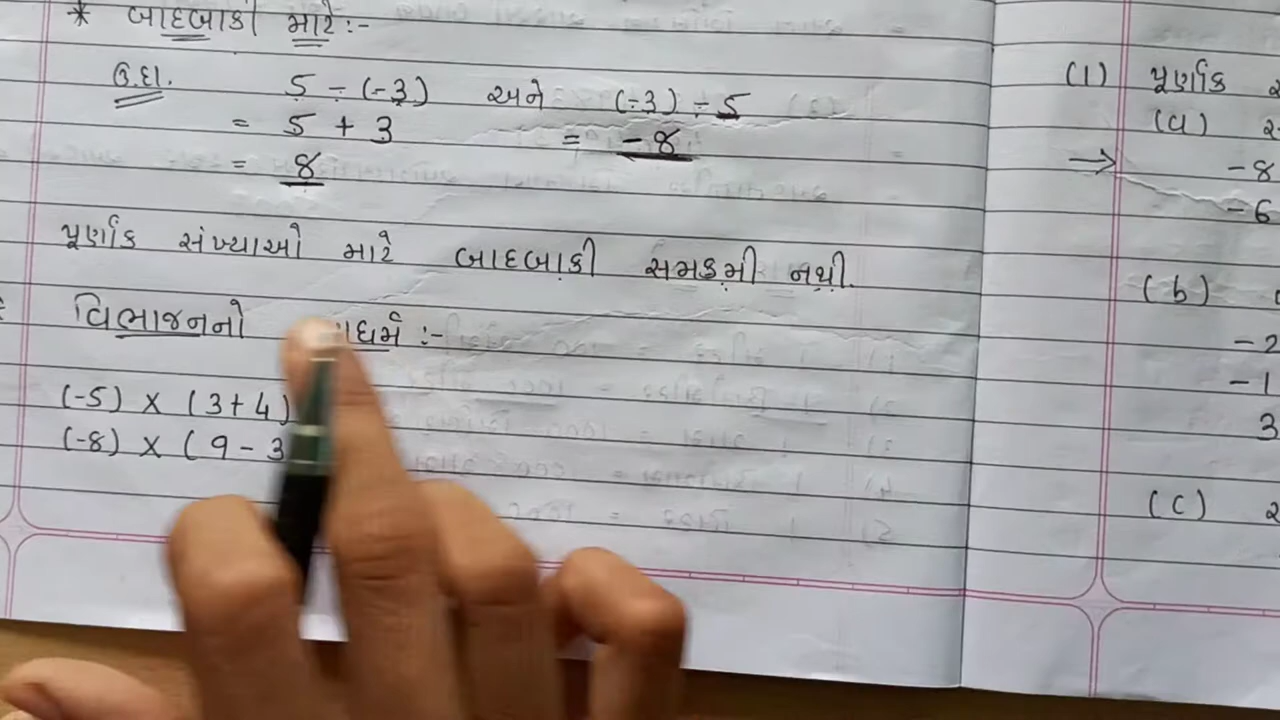 * બાદબાકી માટે :-
ઉ.દા. 5 - (-3) અને (-3) - 5
= 5 + 3 = -8
= 8
પૂર્ણાંક સંખ્યાઓ માટે બાદબાકી સમક્રમી નથી.
વિભાજનનો :-
(-5) × (3 + 4)
(-8) × (9 - 3
(1) પૂર્ણાંક
(a)
⇒ -8
-6
(b)
-2
-1
3
(c)